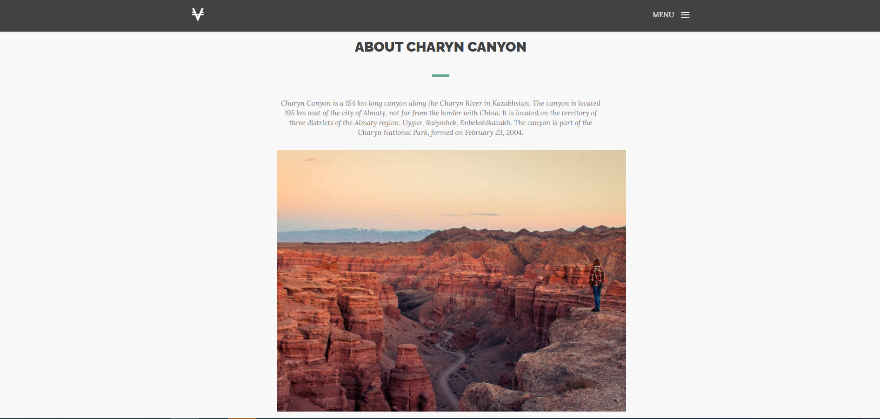 MENU
ABOUT CHARYN CANYON
Charyn Canyon is a 154 km long canyon along the Charyn River in Kazakhstan. The canyon is located
195 km east of the city of Almaty, not far from the border with China. It is located on the territory of
three districts of the Almaty region: Uygur, Raiymbek, Enbekshikazakh. The canyon is part of the
Charyn National Park, formed on February 23, 2004.